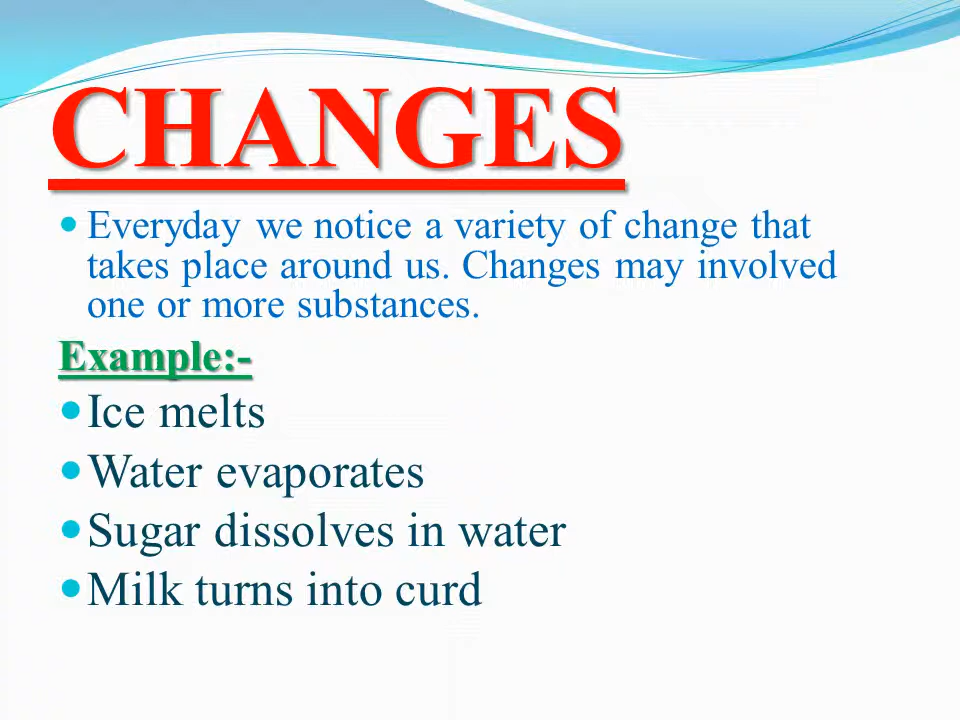 CHANGES
Everyday we notice a variety of change that
takes place around us. Changes may involved
one or more substances.
Example:-
Ice melts
Water evaporates
Sugar dissolves in water
Milk turns into curd